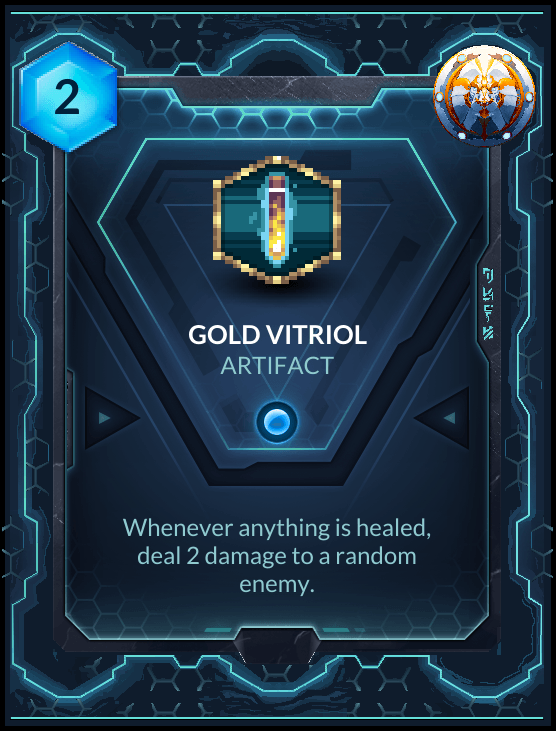 2
GOLD VITRIOL
ARTIFACT
Whenever anything is healed,
deal 2 damage to a random
enemy.